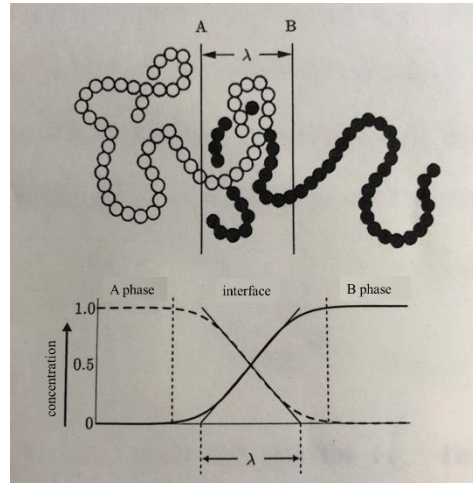 A B
λ
A phase interface B phase
1.0
0.5
0
concentration
λ